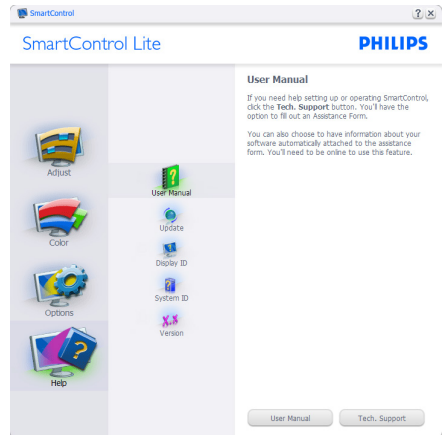 SmartControl
SmartControl Lite
PHILIPS
Adjust
Color
Options
Help
User Manual
Update
Display ID
System ID
X.X
Version
User Manual
If you need help setting up or operating SmartControl,
click the Tech. Support button. You'll have the
option to fill out an Assistance Form.
You can also choose to have information about your
software automatically attached to the assistance
form. You'll need to be online to use this feature.
User Manual
Tech. Support